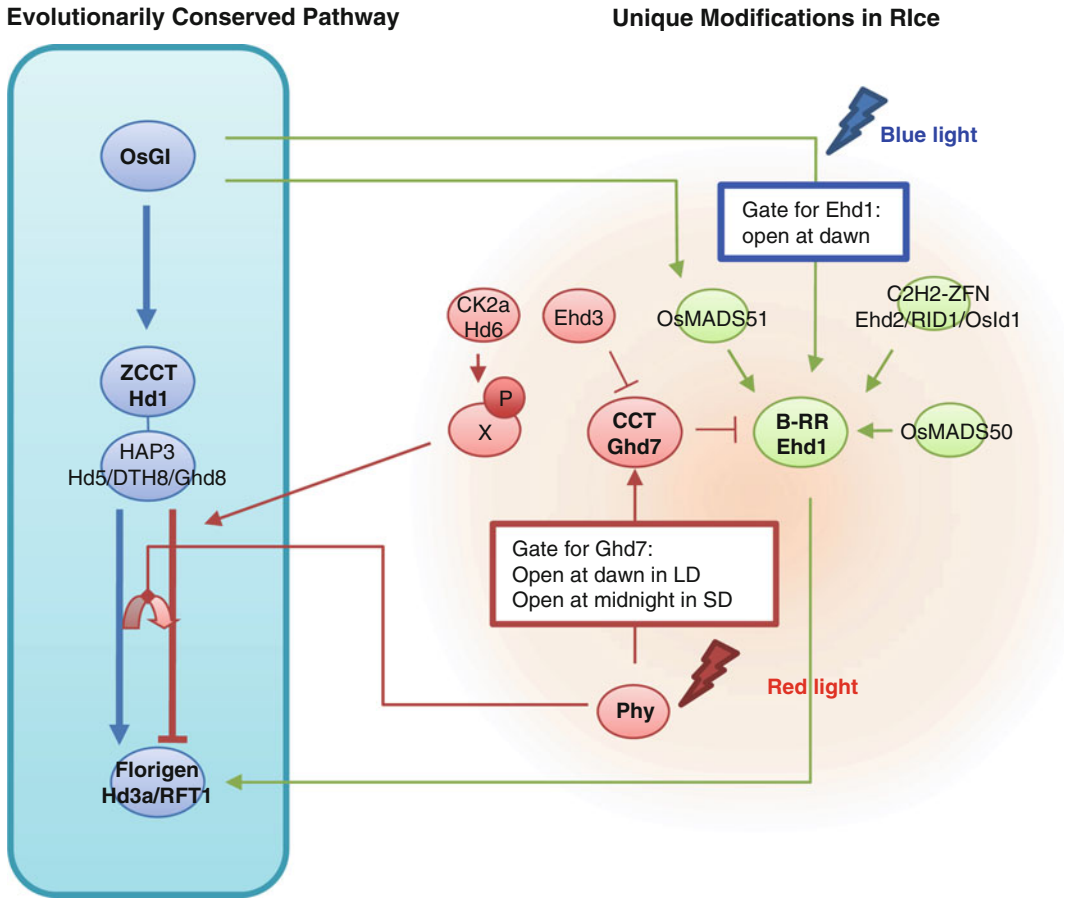 Evolutionarily Conserved Pathway
Unique Modifications in RIce
OsGI
Blue light
Gate for Ehd1:
open at dawn
CK2a
Hd6
Ehd3
OsMADS51
C2H2-ZFN
Ehd2/RID1/OsId1
ZCCT
Hd1
P
X
CCT
Ghd7
B-RR
Ehd1
OsMADS50
HAP3
Hd5/DTH8/Ghd8
Gate for Ghd7:
Open at dawn in LD
Open at midnight in SD
Red light
Phy
Florigen
Hd3a/RFT1